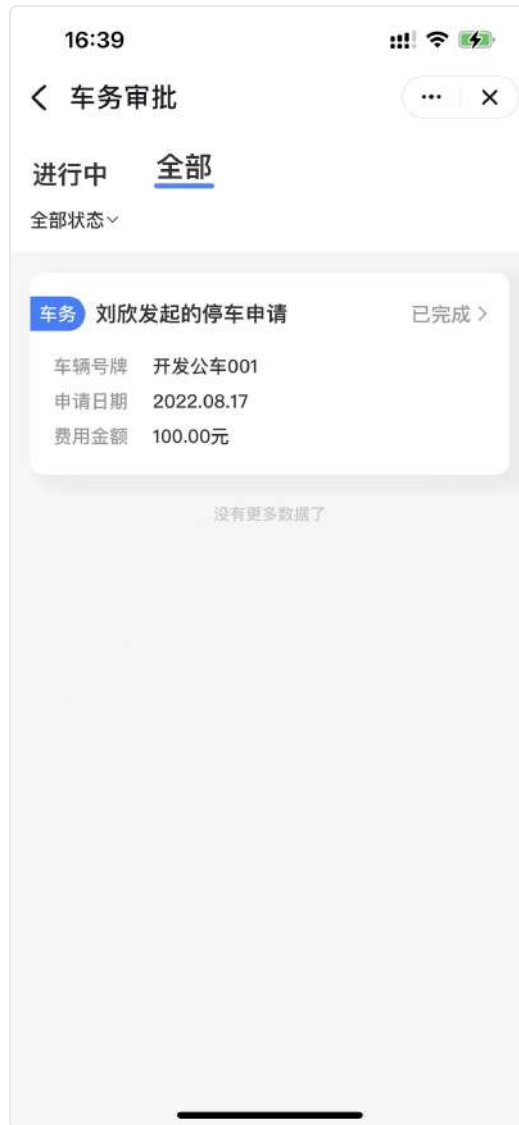 16:39
车务审批
进行中 全部
全部状态
车务 刘欣发起的停车申请 已完成
车辆号牌 开发公车001
申请日期 2022.08.17
费用金额 100.00元
没有更多数据了